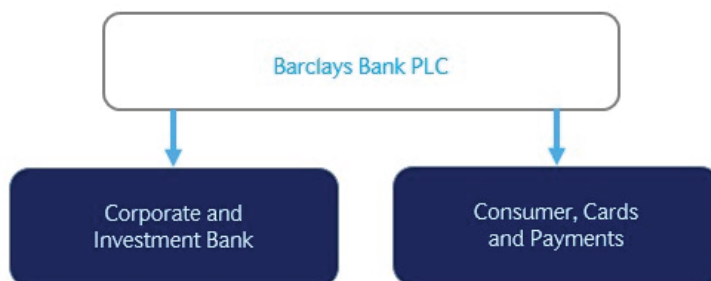 Barclays Bank PLC
Corporate and
Investment Bank
Consumer, Cards
and Payments